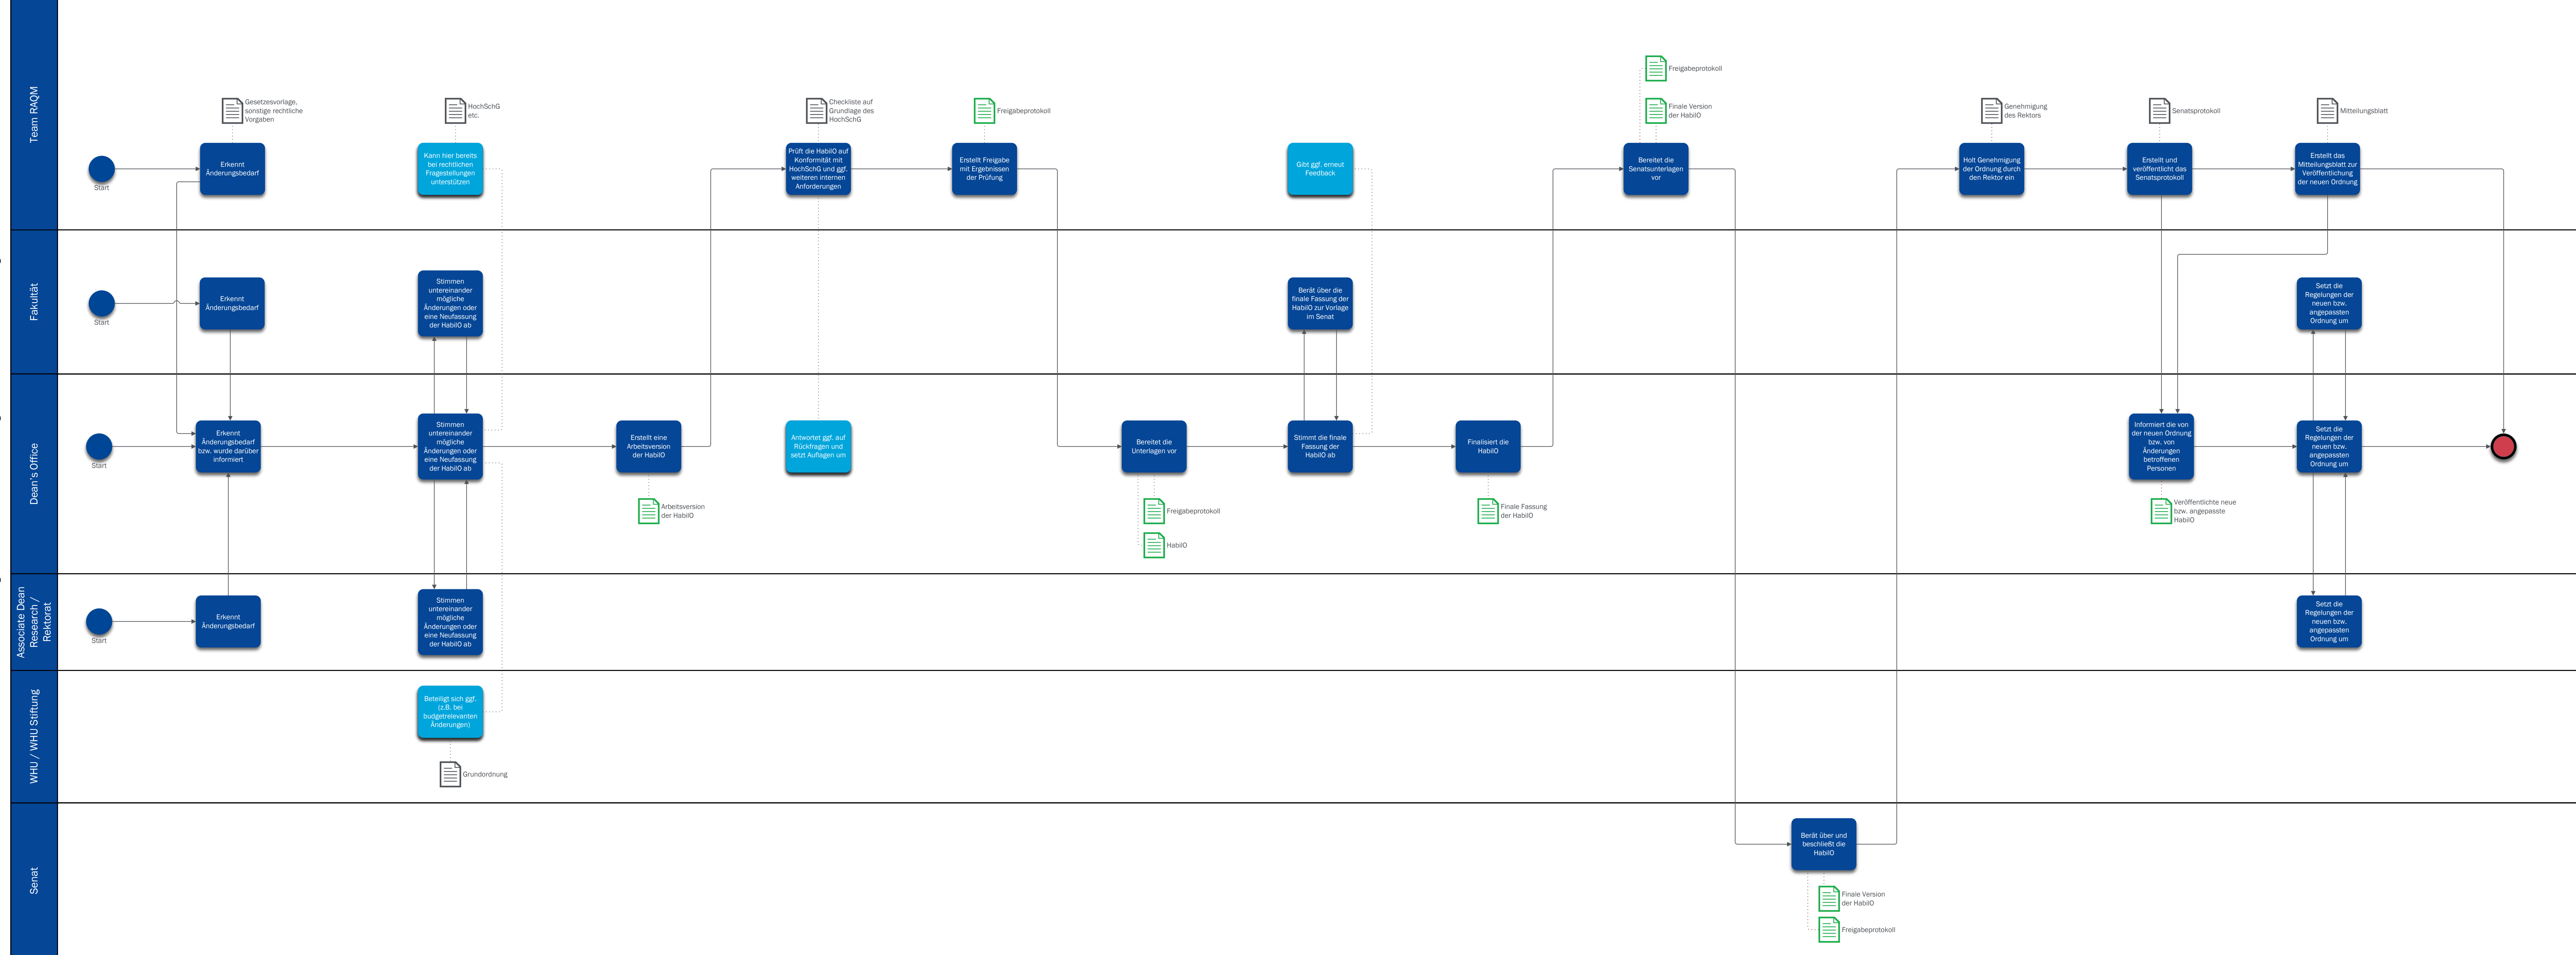 Team RAQM
Gesetzesvorlage,
sonstige rechtliche
Vorgaben
HochSchG
etc.
Checkliste auf
Grundlage des
HochSchG
Freigabeprotokoll
Freigabeprotokoll
Finale Version
der HabilO
Genehmigung
des Rektors
Senatsprotokoll
Mitteilungsblatt
Start
Erkennt
Änderungsbedarf
Kann hier bereits
bei rechtlichen
Fragestellungen
unterstützen
Prüft die HabilO auf
Konformität mit
HochSchG und ggf.
weiteren internen
Anforderungen
Erstellt Freigabe
mit Ergebnissen
der Prüfung
Gibt ggf. erneut
Feedback
Bereitet die
Senatsunterlagen
vor
Holt Genehmigung
der Ordnung durch
den Rektor ein
Erstellt und
veröffentlicht das
Senatsprotokoll
Erstellt das
Mitteilungsblatt zur
Veröffentlichung
der neuen Ordnung
Fakultät
Start
Erkennt
Änderungsbedarf
Stimmen
untereinander
mögliche
Änderungen oder
eine Neufassung
der HabilO ab
Berät über die
finale Fassung der
HabilO zur Vorlage
im Senat
Setzt die
Regelungen der
neuen bzw.
angepassten
Ordnung um
Dean's Office
Start
Erkennt
Änderungsbedarf
bzw. wurde darüber
informiert
Stimmen
untereinander
mögliche
Änderungen oder
eine Neufassung
der HabilO ab
Erstellt eine
Arbeitsversion
der HabilO
Arbeitsversion
der HabilO
Antwortet ggf. auf
Rückfragen und
setzt Auflagen um
Bereitet die
Unterlagen vor
Freigabeprotokoll
HabilO
Stimmt die finale
Fassung der
HabilO ab
Finalisiert die
HabilO
Finale Fassung
der HabilO
Informiert die von
der neuen Ordnung
bzw. von
Änderungen
betroffenen
Personen
Veröffentlichte neue
bzw. angepasste
HabilO
Setzt die
Regelungen der
neuen bzw.
angepassten
Ordnung um
Associate Dean
Research /
Rektorat
Start
Erkennt
Änderungsbedarf
Stimmen
untereinander
mögliche
Änderungen oder
eine Neufassung
der HabilO ab
Setzt die
Regelungen der
neuen bzw.
angepassten
Ordnung um
WHU / WHU Stiftung
Beteiligt sich ggf.
(z.B. bei
budgetrelevanten
Änderungen)
Grundordnung
Senat
Berät über und
beschließt die
HabilO
Finale Version
der HabilO
Freigabeprotokoll